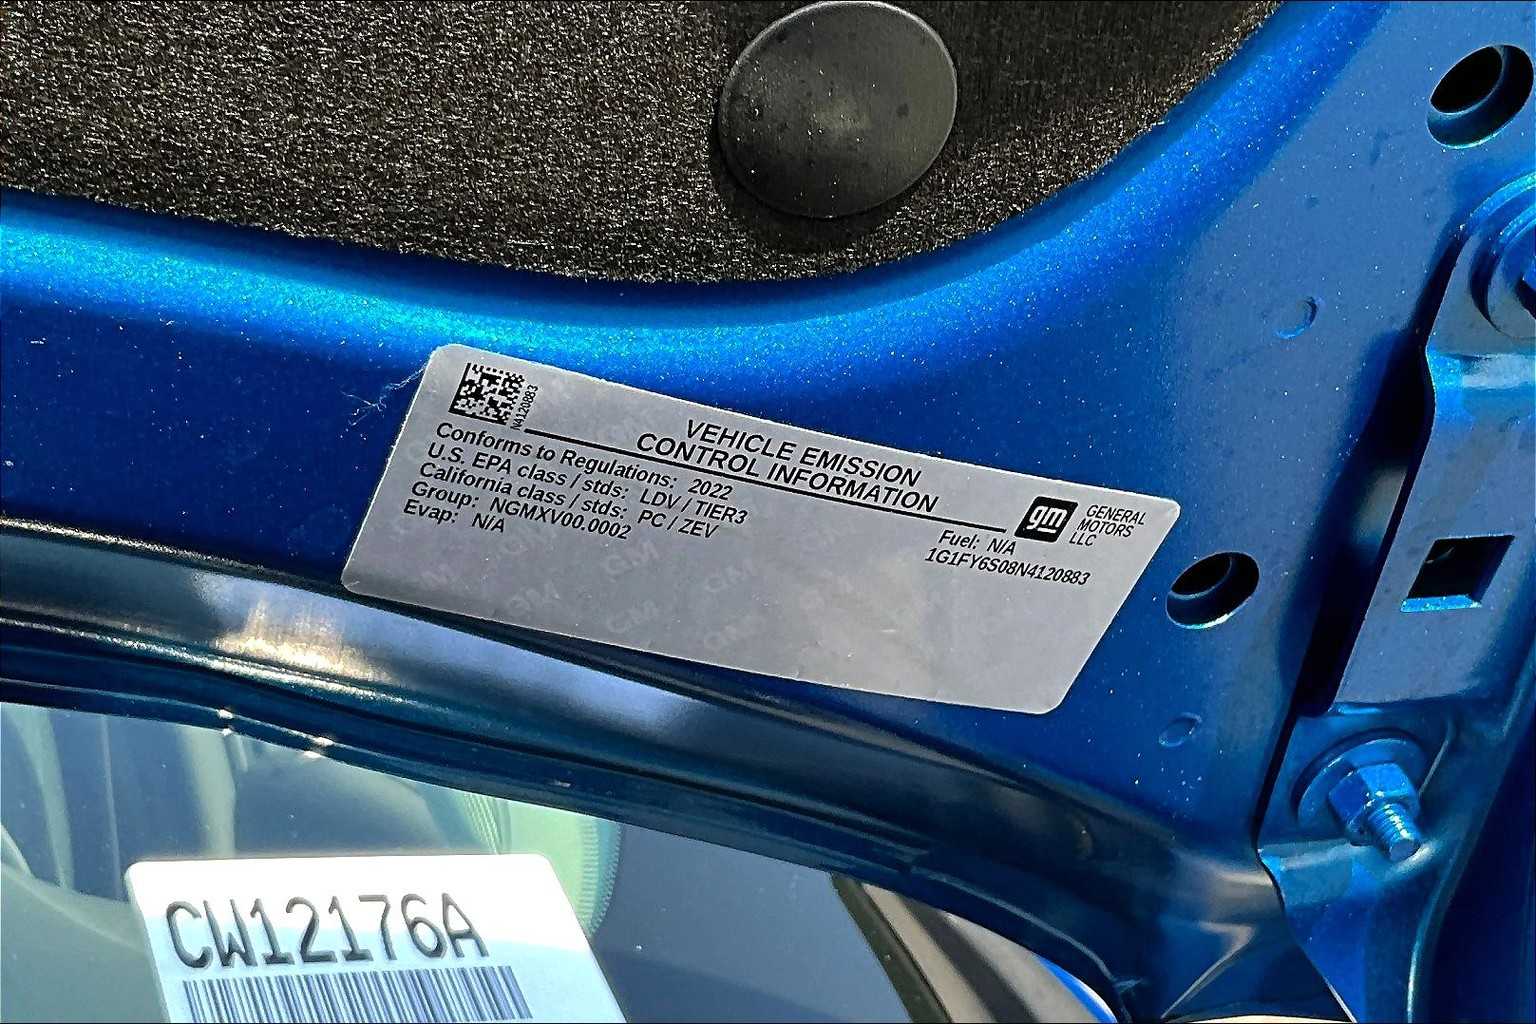 N4120883
VEHICLE EMISSION
CONTROL INFORMATION
Conforms to Regulations: 2022
U.S. EPA class / stds: LDV / TIER3
California class / stds: PC / ZEV
Group: NGMXV00.0002
Evap: N/A
gm
GENERAL
MOTORS
LLC
Fuel: N/A
1G1FY6S08N4120883
CW12176A